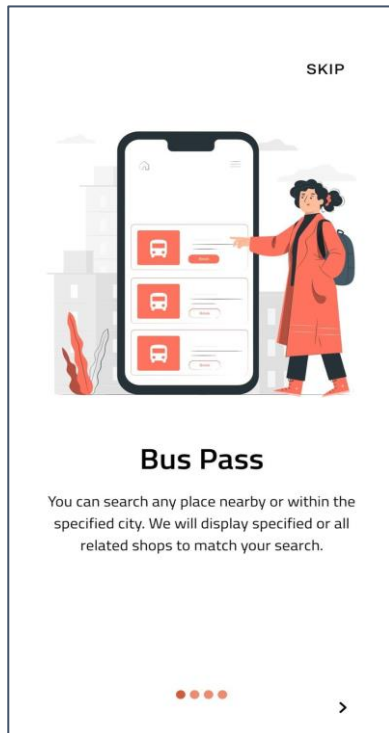 SKIP
Bus Pass
You can search any place nearby or within the
specified city. We will display specified or all
related shops to match your search.